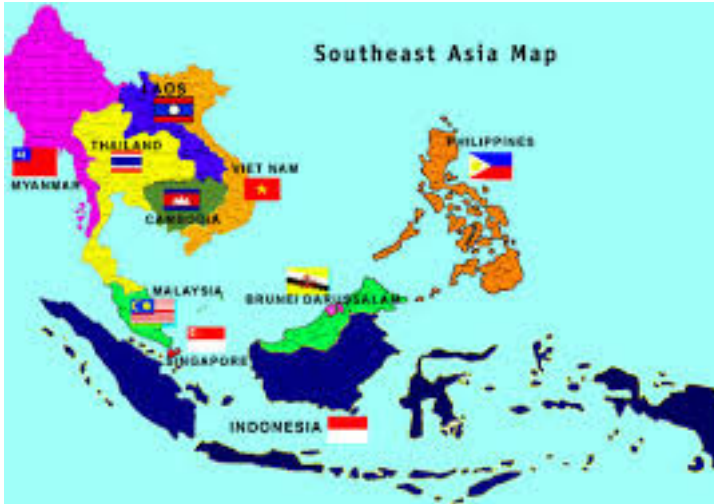 Southeast Asia Map
LAOS
THAILAND
PHILIPPINES
MYANMAR
VIET NAM
CAMBODIA
MALAYSIA
BRUNEI DARUSSALAM
SINGAPORE
INDONESIA